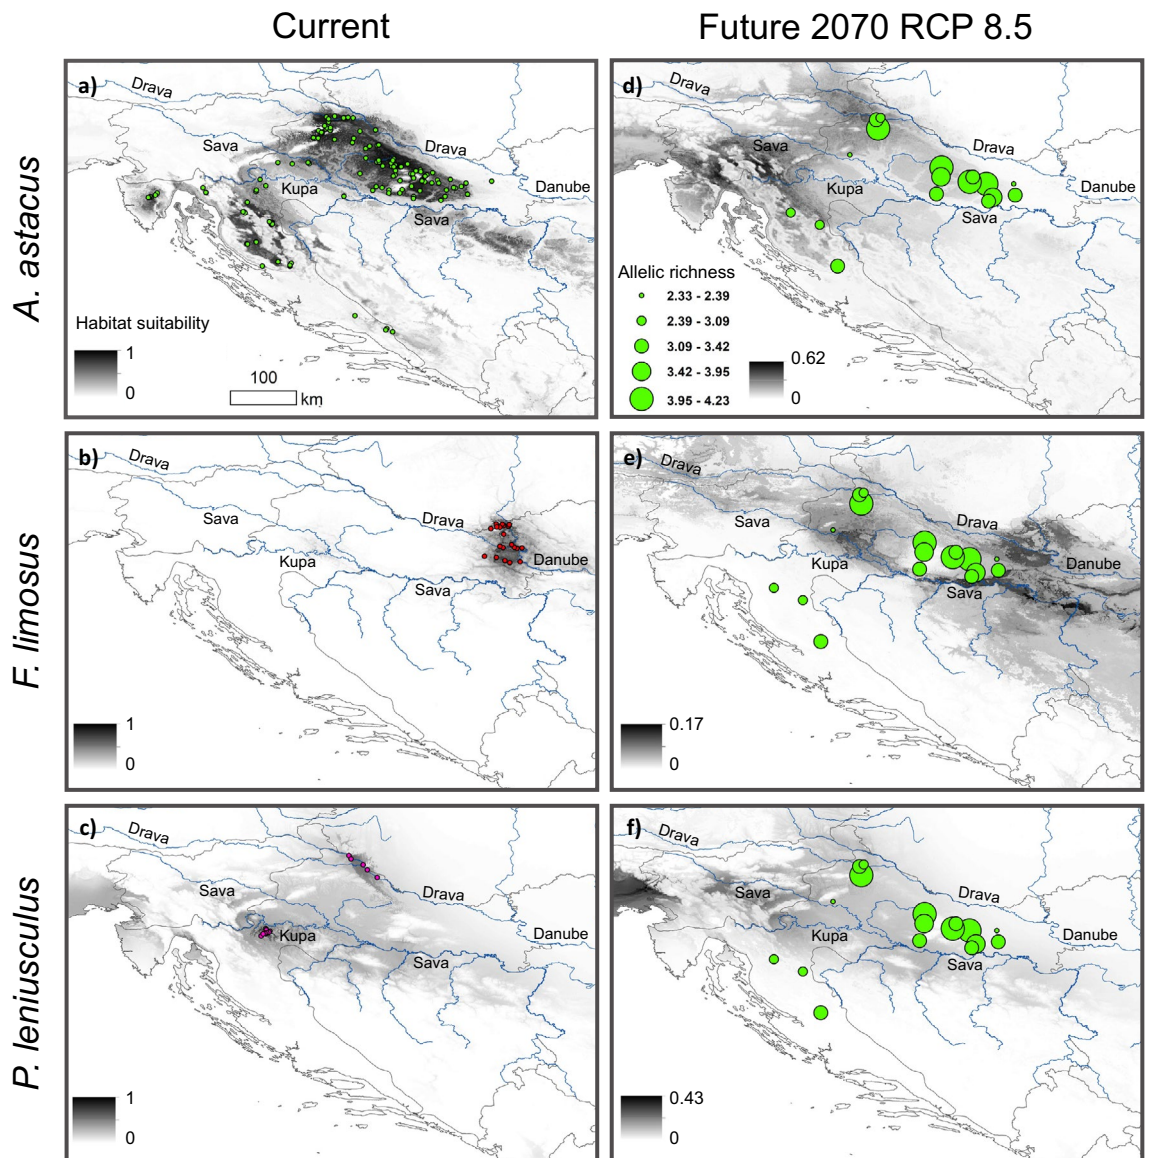 Current
Future 2070 RCP 8.5
A. astacus
a)
Drava
Sava
Drava
Kupa
Danube
Sava
Habitat suitability
1
0
100
km
d)
Drava
Sava
Drava
Kupa
Danube
Sava
Allelic richness
2.33 - 2.39
2.39 - 3.09
3.09 - 3.42
3.42 - 3.95
3.95 - 4.23
0.62
0
F. limosus
b)
Drava
Sava
Drava
Kupa
Danube
Sava
1
0
e)
Drava
Sava
Drava
Kupa
Danube
Sava
0.17
0
P. leniusculus
c)
Drava
Sava
Drava
Kupa
Danube
Sava
1
0
f)
Drava
Sava
Drava
Kupa
Danube
Sava
0.43
0